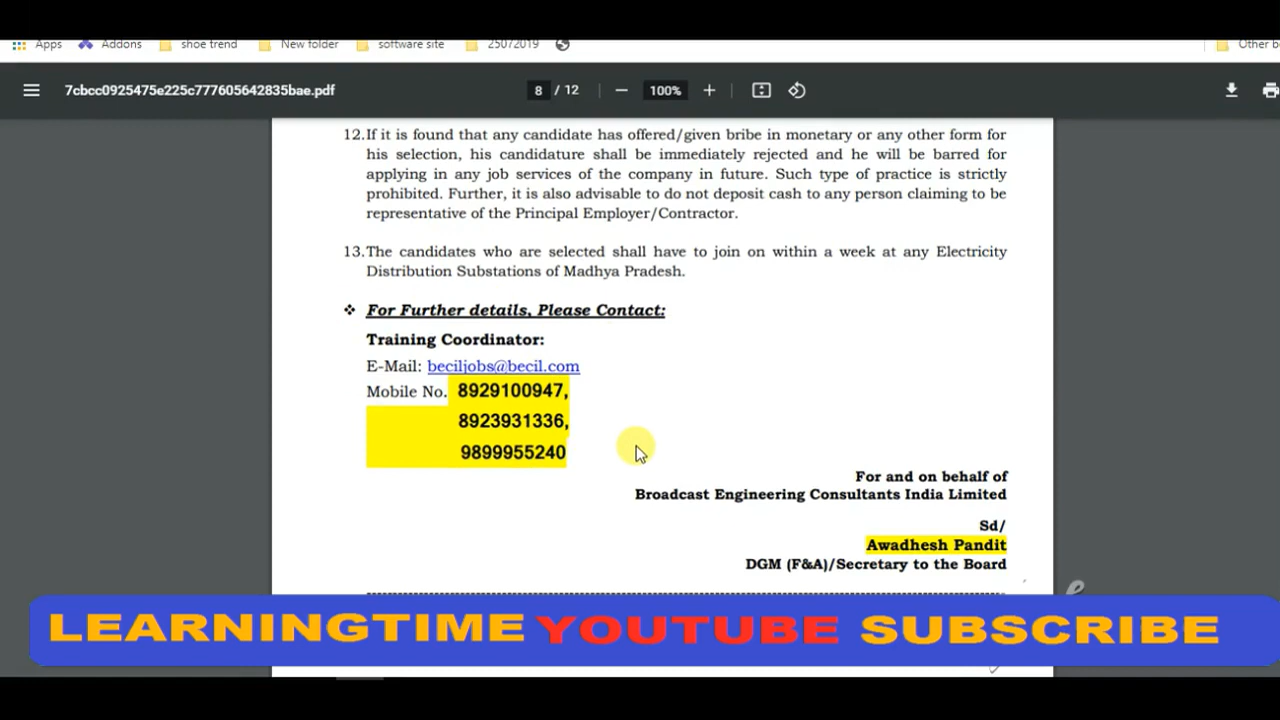 Apps Addons shoe trend New folder software site 25072019 Other b
7cbcc0925475e225c777605642835bae.pdf 8 / 12 100%
12.If it is found that any candidate has offered/given bribe in monetary or any other form for
his selection, his candidature shall be immediately rejected and he will be barred for
applying in any job services of the company in future. Such type of practice is strictly
prohibited. Further, it is also advisable to do not deposit cash to any person claiming to be
representative of the Principal Employer/Contractor.
13.The candidates who are selected shall have to join on within a week at any Electricity
Distribution Substations of Madhya Pradesh.
❖ For Further details, Please Contact:
Training Coordinator:
E-Mail: beciljobs@becil.com
Mobile No. 8929100947,
8923931336,
9899955240
For and on behalf of
Broadcast Engineering Consultants India Limited
Sd/
Awadhesh Pandit
DGM (F&A)/Secretary to the Board
LEARNINGTIME YOUTUBE SUBSCRIBE